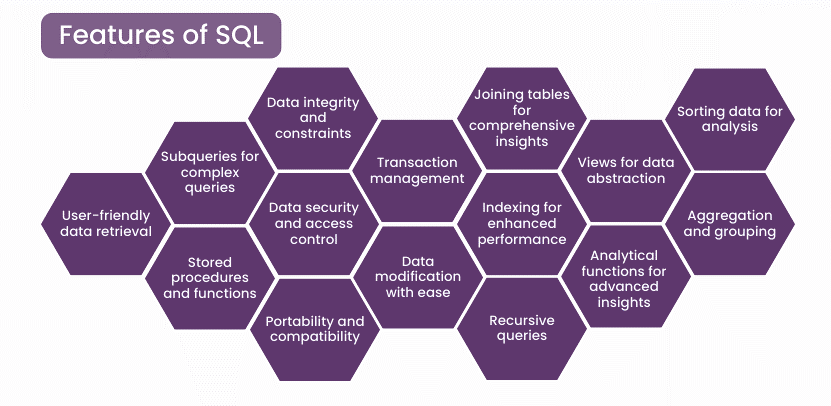 Features of SQL
User-friendly
data retrieval
Subqueries for
complex
queries
Stored
procedures
and functions
Data integrity
and
constraints
Data security
and access
control
Portability and
compatibility
Transaction
management
Data
modification
with ease
Joining tables
for
comprehensive
insights
Indexing for
enhanced
performance
Recursive
queries
Views for data
abstraction
Analytical
functions for
advanced
insights
Sorting data for
analysis
Aggregation
and grouping